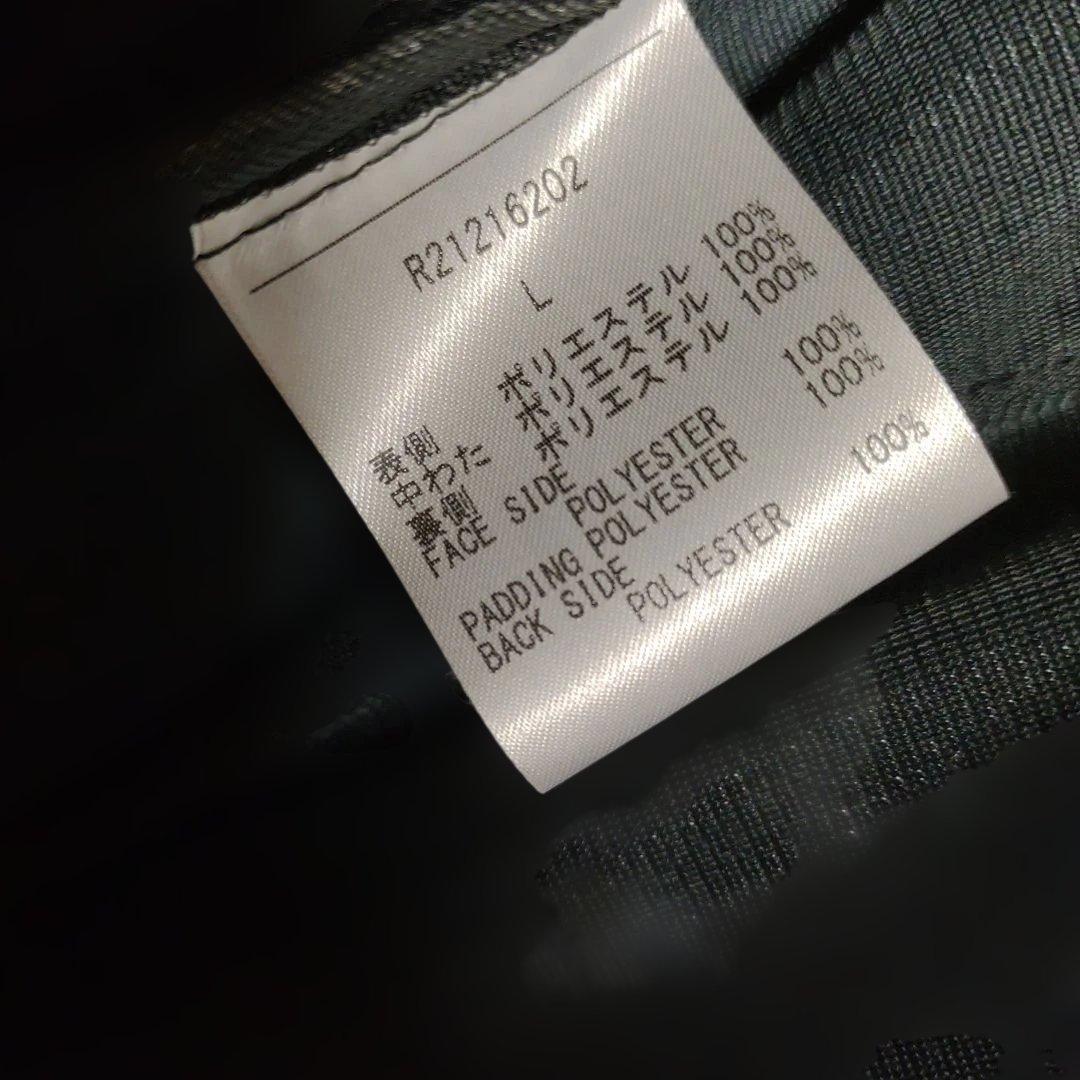 R21216202
L
表側 ポリエステル 100%
中わた ポリエステル 100%
裏側 ポリエステル 100%
FACE SIDE
POLYESTER 100%
PADDING POLYESTER 100%
BACK SIDE
POLYESTER 100%